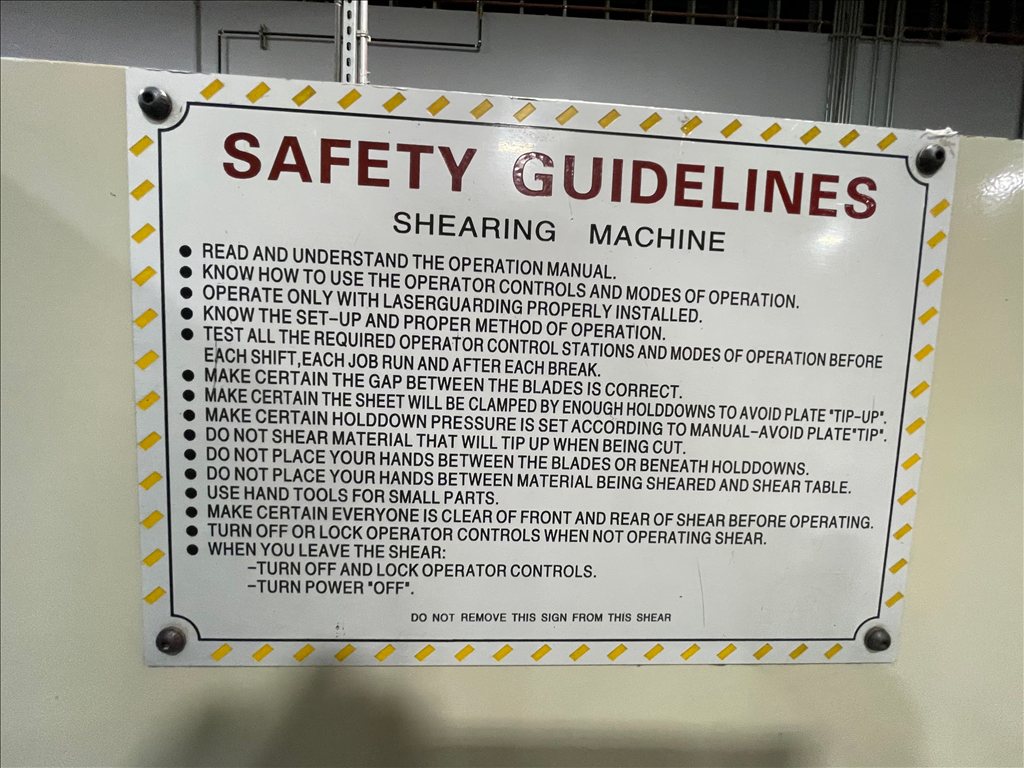 SAFETY GUIDELINES
SHEARING MACHINE
● READ AND UNDERSTAND THE OPERATION MANUAL.
● KNOW HOW TO USE THE OPERATOR CONTROLS AND MODES OF OPERATION.
● OPERATE ONLY WITH LASERGUARDING PROPERLY INSTALLED.
● KNOW THE SET-UP AND PROPER METHOD OF OPERATION.
● TEST ALL THE REQUIRED OPERATOR CONTROL STATIONS AND MODES OF OPERATION BEFORE
EACH SHIFT,EACH JOB RUN AND AFTER EACH BREAK.
● MAKE CERTAIN THE GAP BETWEEN THE BLADES IS CORRECT.
● MAKE CERTAIN THE SHEET WILL BE CLAMPED BY ENOUGH HOLDDOWNS TO AVOID PLATE "TIP-UP".
● MAKE CERTAIN HOLDDOWN PRESSURE IS SET ACCORDING TO MANUAL-AVOID PLATE"TIP".
● DO NOT SHEAR MATERIAL THAT WILL TIP UP WHEN BEING CUT.
● DO NOT PLACE YOUR HANDS BETWEEN THE BLADES OR BENEATH HOLDDOWNS.
● DO NOT PLACE YOUR HANDS BETWEEN MATERIAL BEING SHEARED AND SHEAR TABLE.
● USE HAND TOOLS FOR SMALL PARTS.
● MAKE CERTAIN EVERYONE IS CLEAR OF FRONT AND REAR OF SHEAR BEFORE OPERATING.
● TURN OFF OR LOCK OPERATOR CONTROLS WHEN NOT OPERATING SHEAR.
● WHEN YOU LEAVE THE SHEAR:
-TURN OFF AND LOCK OPERATOR CONTROLS.
-TURN POWER "OFF".
DO NOT REMOVE THIS SIGN FROM THIS SHEAR